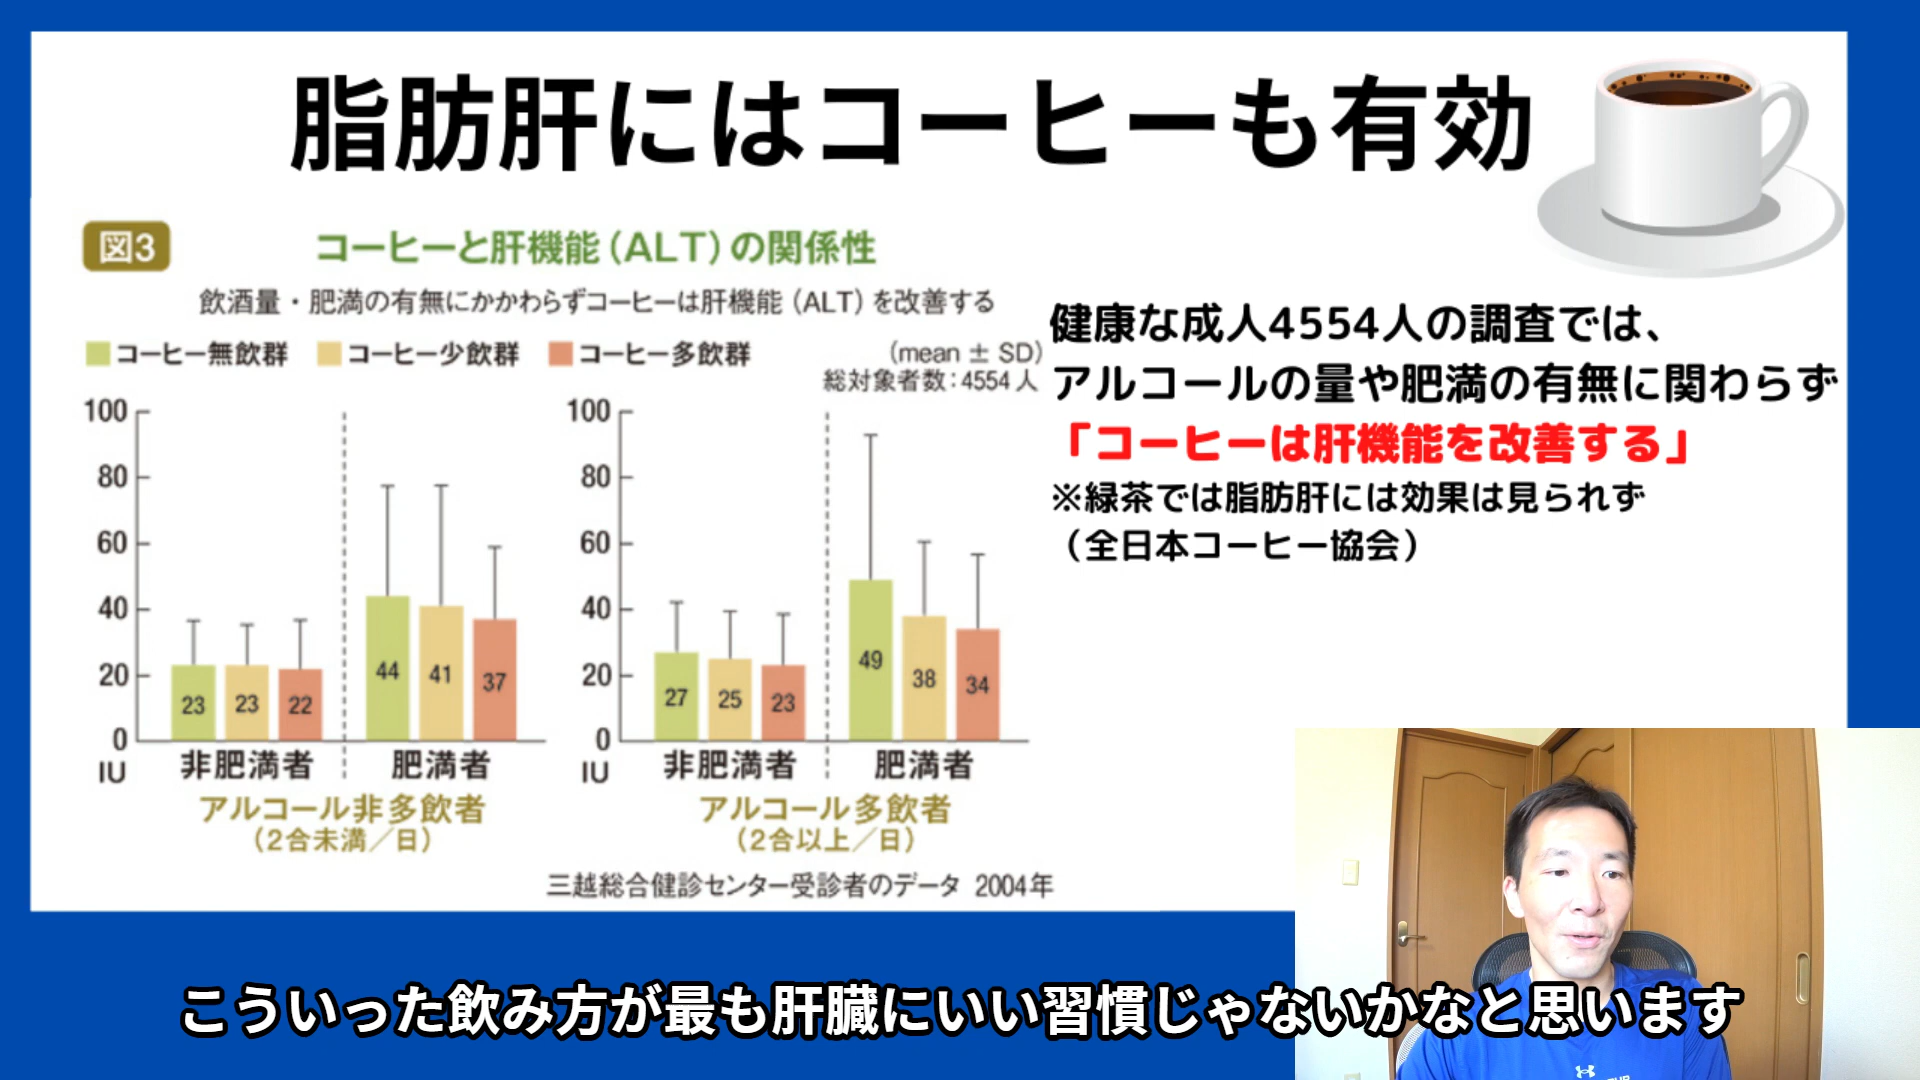 脂肪肝にはコーヒーも有効
図3
コーヒーと肝機能（ALT）の関係性
飲酒量・肥満の有無にかかわらずコーヒーは肝機能（ALT）を改善する
コーヒー無飲群 コーヒー少飲群 コーヒー多飲群
（mean ± SD）
総対象者数：4554人
100
80
60
40
20
0
IU
23 23 22
44 41 37
非肥満者 肥満者
アルコール非多飲者
（2合未満／日）
100
80
60
40
20
0
IU
27 25 23
49 38 34
非肥満者 肥満者
アルコール多飲者
（2合以上／日）
三越総合健診センター受診者のデータ 2004年
健康な成人4554人の調査では、
アルコールの量や肥満の有無に関わらず
「コーヒーは肝機能を改善する」
※緑茶では脂肪肝には効果は見られず
（全日本コーヒー協会）
こういった飲み方が最も肝臓にいい習慣じゃないかなと思います